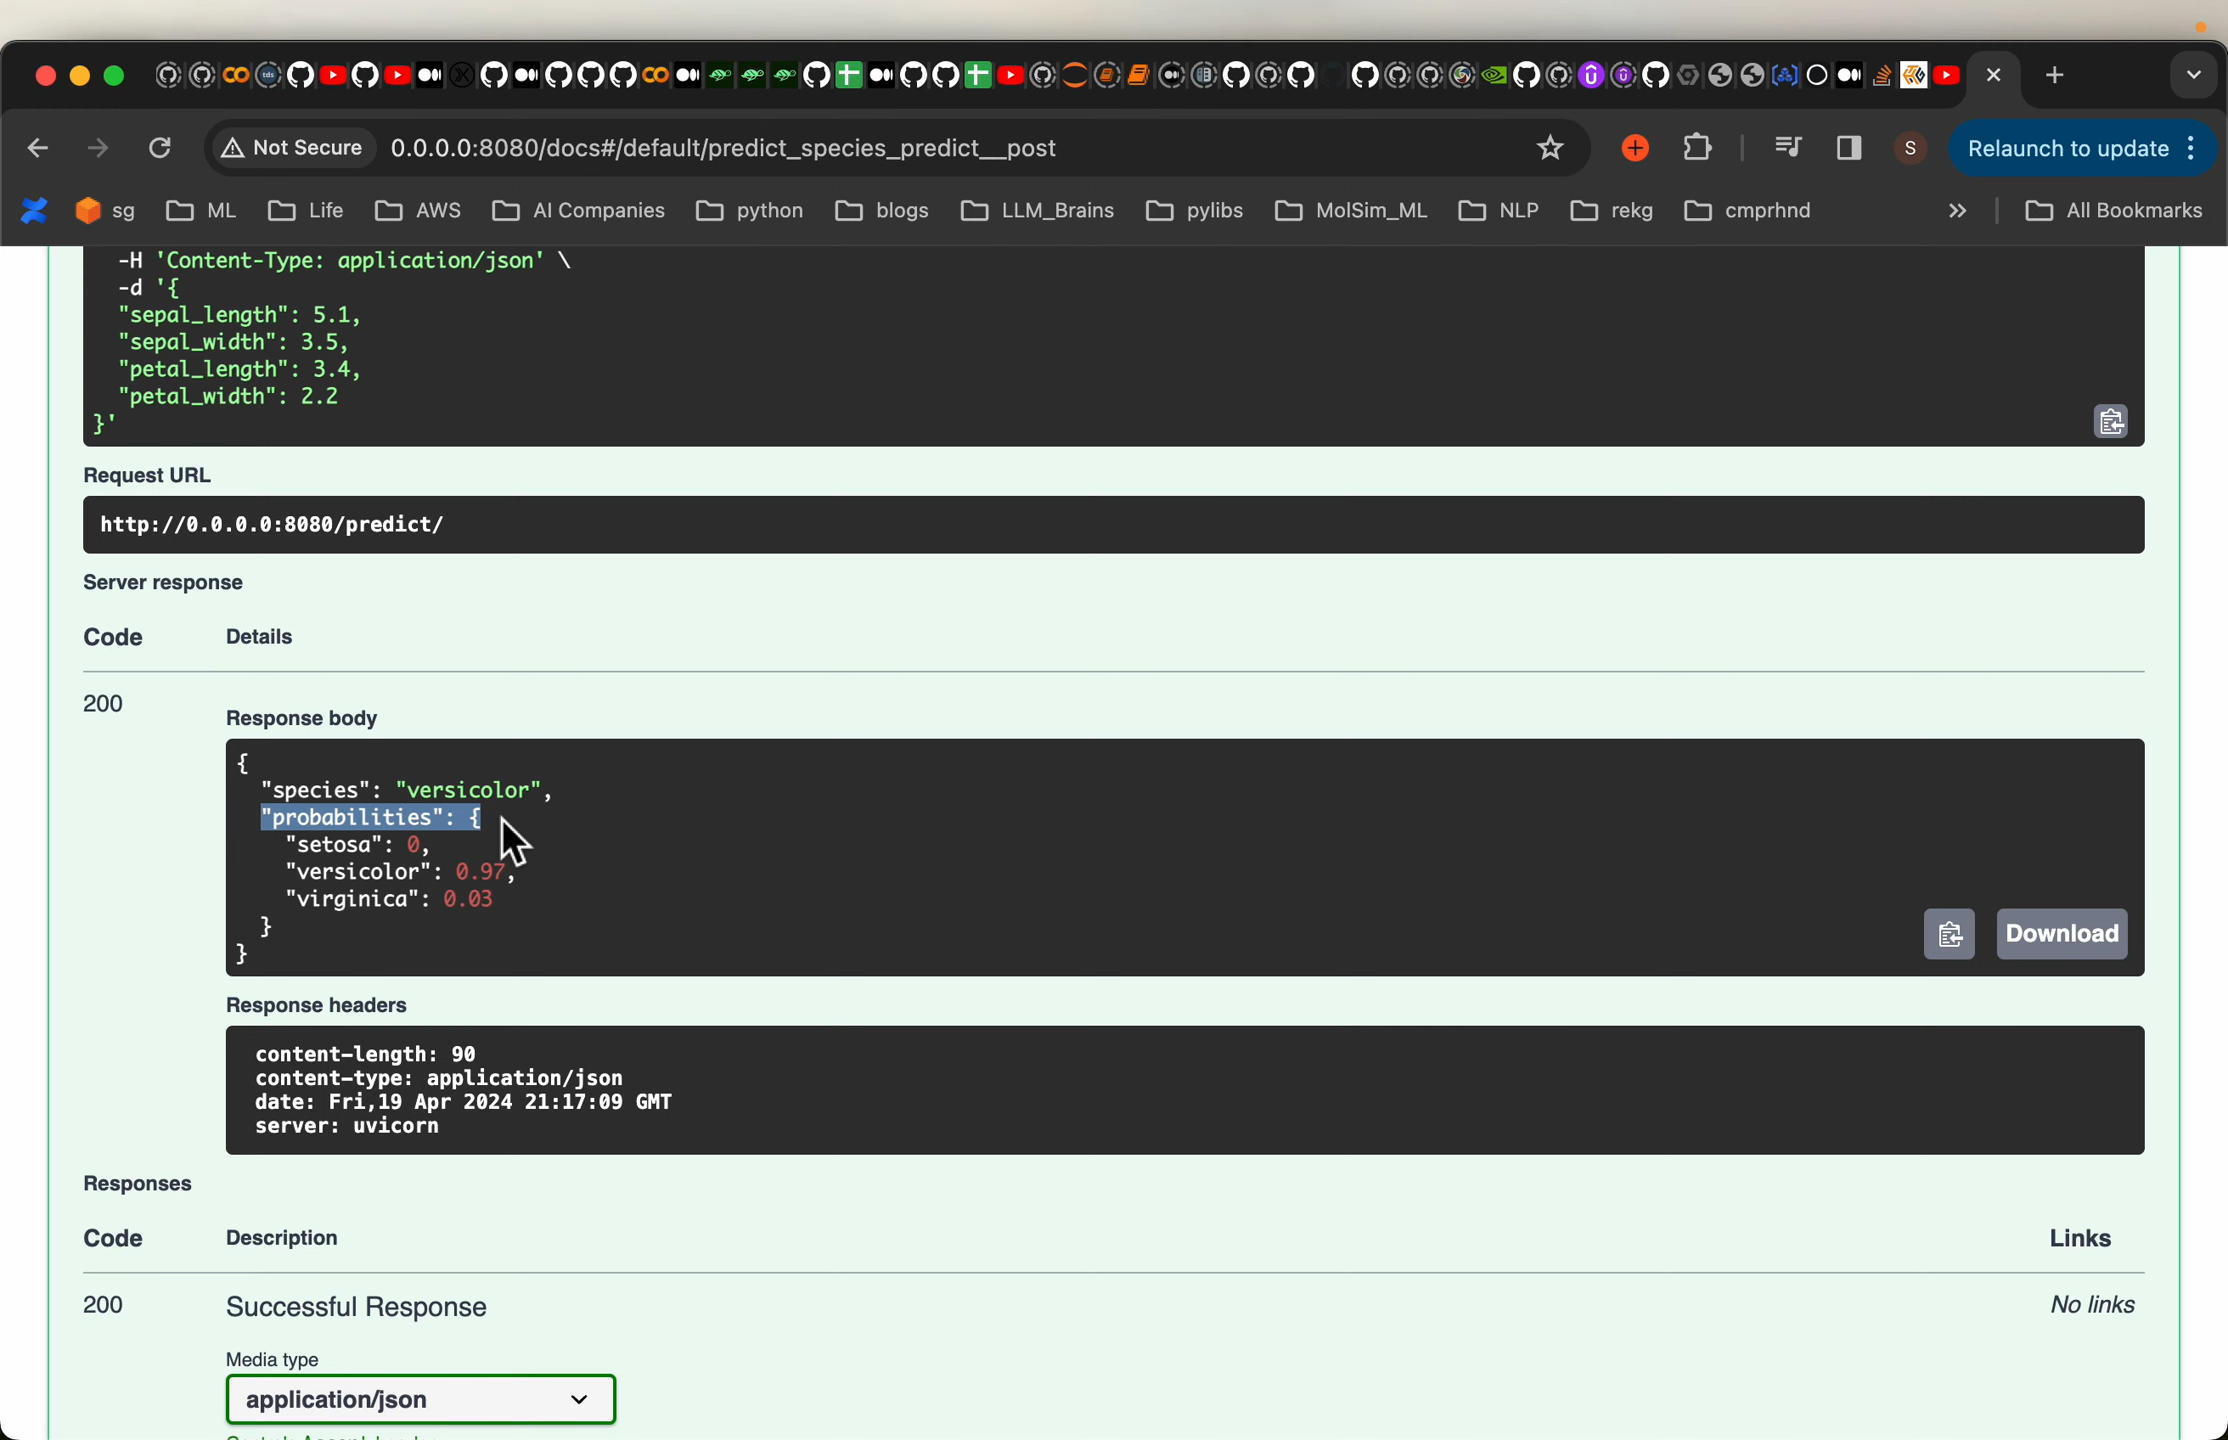 tds
Not Secure 0.0.0.0:8080/docs#/default/predict_species_predict__post S Relaunch to update
sg ML Life AWS AI Companies python blogs LLM_Brains pylibs MolSim_ML NLP rekg cmprhnd » All Bookmarks
-H 'Content-Type: application/json' \
-d '{
"sepal_length": 5.1,
"sepal_width": 3.5,
"petal_length": 3.4,
"petal_width": 2.2
}'
Request URL
http://0.0.0.0:8080/predict/
Server response
Code Details
200
Response body
{
"species": "versicolor",
"probabilities": {
"setosa": 0,
"versicolor": 0.97,
"virginica": 0.03
}
}
Download
Response headers
content-length: 90
content-type: application/json
date: Fri,19 Apr 2024 21:17:09 GMT
server: uvicorn
Responses
Code Description Links
200 Successful Response No links
Media type
application/json